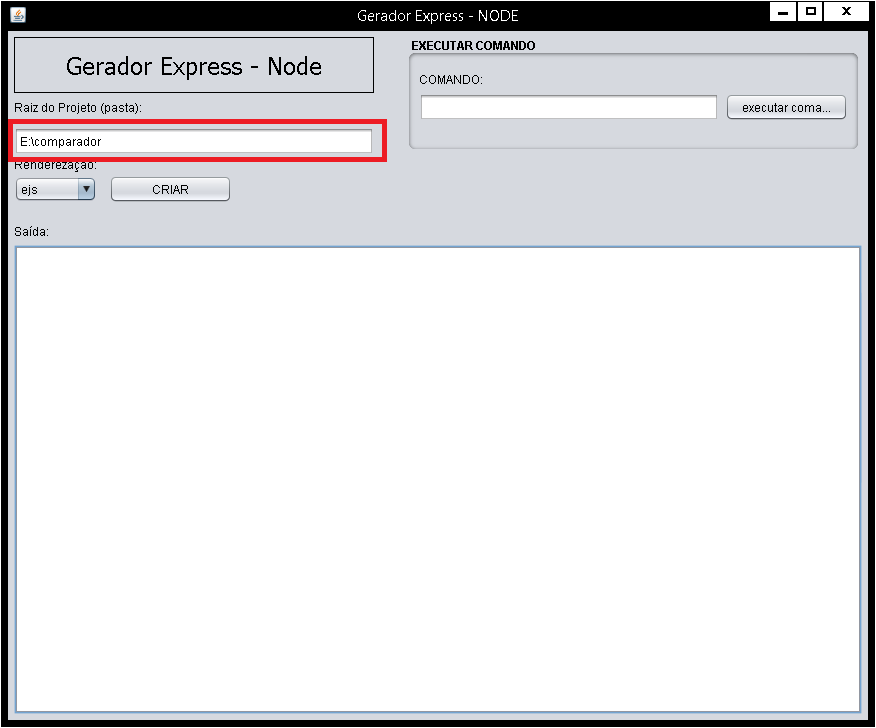 Gerador Express - NODE
Gerador Express - Node
Raiz do Projeto (pasta):
E:\comparador
Renderezação:
ejs
CRIAR
EXECUTAR COMANDO
COMANDO:
executar coma...
Saída: